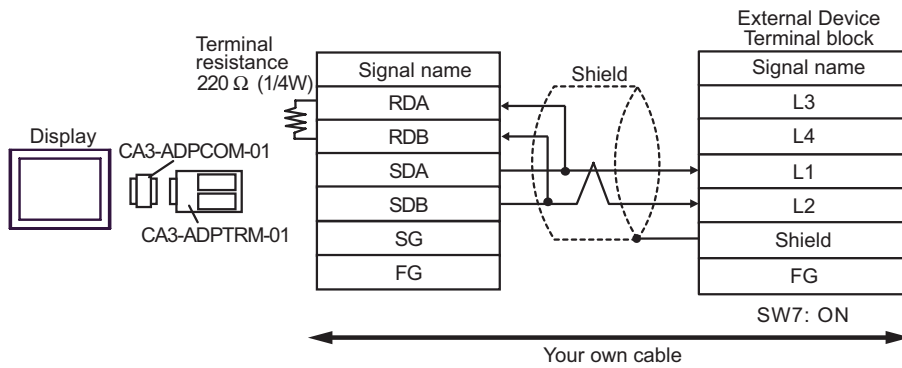 External Device
Terminal block
Terminal
resistance
220 Ω (1/4W)
Signal name
Shield
Signal name
RDA
L3
RDB
L4
Display
CA3-ADPCOM-01
SDA
L1
SDB
L2
CA3-ADPTRM-01
SG
Shield
FG
FG
SW7: ON
Your own cable